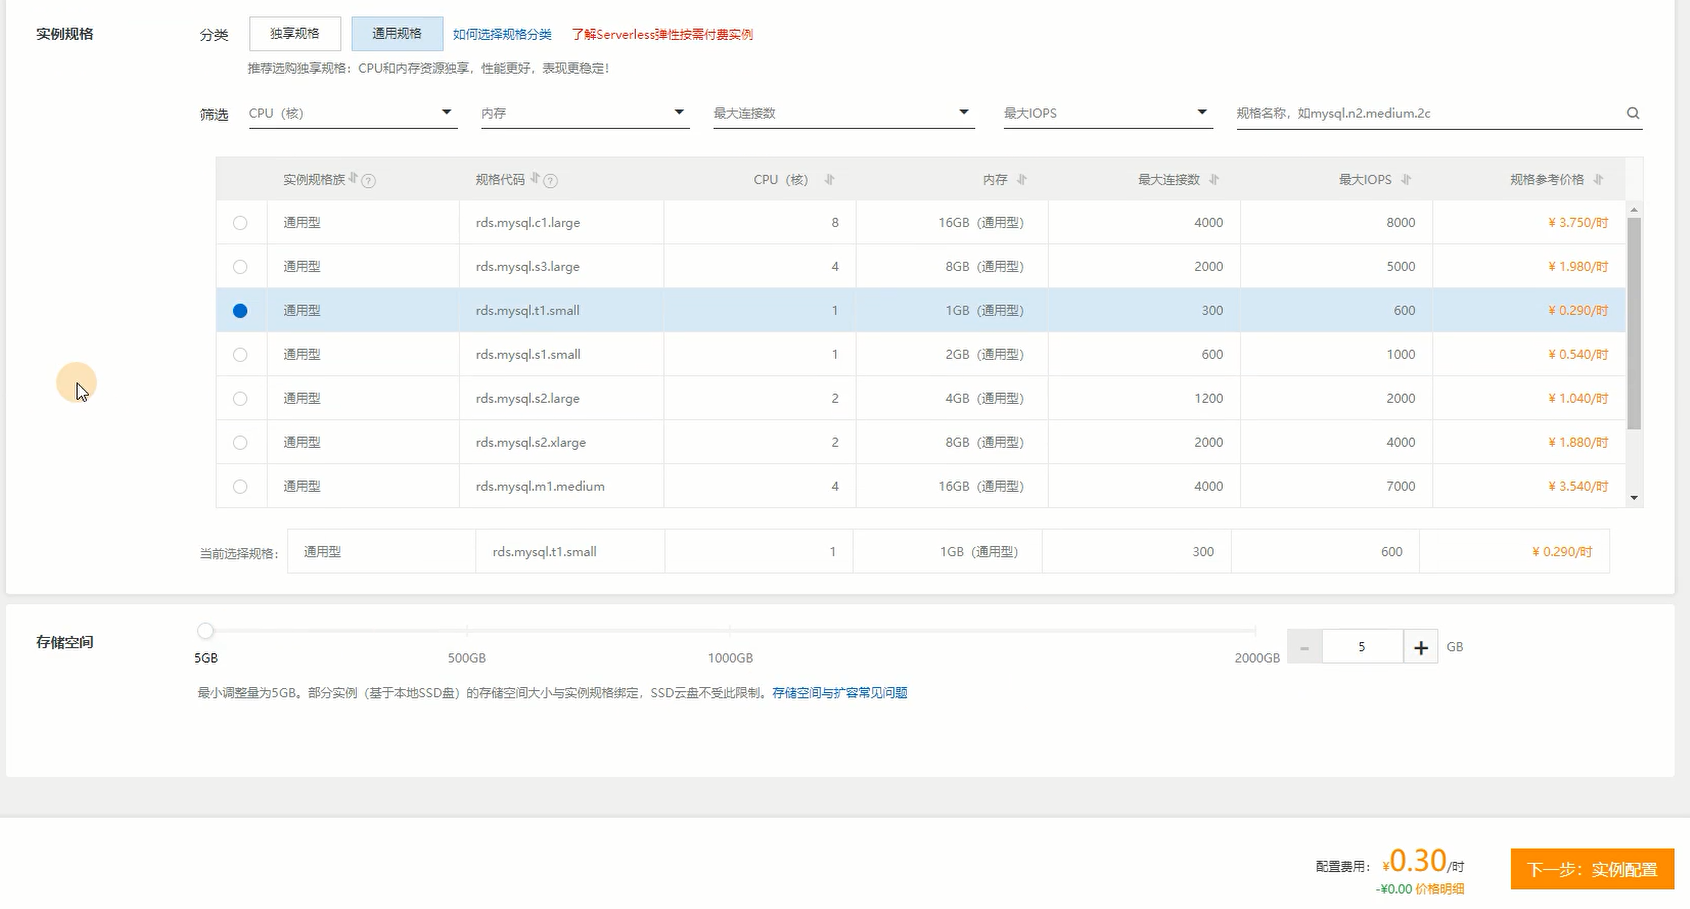 实例规格 分类 独享规格 通用规格 如何选择规格分类 了解Serverless弹性按需付费实例
推荐选购独享规格：CPU和内存资源独享，性能更好，表现更稳定！
筛选 CPU（核） 内存 最大连接数 最大IOPS 规格名称，如mysql.n2.medium.2c
实例规格族 ? 规格代码 ? CPU（核） 内存 最大连接数 最大IOPS 规格参考价格
通用型 rds.mysql.c1.large 8 16GB（通用型） 4000 8000 ¥ 3.750/时
通用型 rds.mysql.s3.large 4 8GB（通用型） 2000 5000 ¥ 1.980/时
通用型 rds.mysql.t1.small 1 1GB（通用型） 300 600 ¥ 0.290/时
通用型 rds.mysql.s1.small 1 2GB（通用型） 600 1000 ¥ 0.540/时
通用型 rds.mysql.s2.large 2 4GB（通用型） 1200 2000 ¥ 1.040/时
通用型 rds.mysql.s2.xlarge 2 8GB（通用型） 2000 4000 ¥ 1.880/时
通用型 rds.mysql.m1.medium 4 16GB（通用型） 4000 7000 ¥ 3.540/时
当前选择规格： 通用型 rds.mysql.t1.small 1 1GB（通用型） 300 600 ¥ 0.290/时
存储空间 - 5 + GB
5GB 500GB 1000GB 2000GB
最小调整量为5GB。部分实例（基于本地SSD盘）的存储空间大小与实例规格绑定，SSD云盘不受此限制。存储空间与扩容常见问题
配置费用： ¥0.30/时 下一步：实例配置
-¥0.00 价格明细